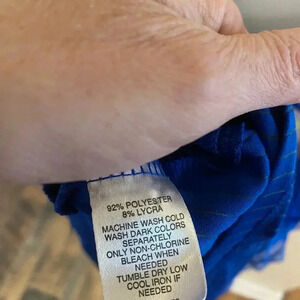 92% POLYESTER
8% LYCRA
MACHINE WASH COLD
WASH DARK COLORS
SEPARATELY
ONLY NON-CHLORINE
BLEACH WHEN
NEEDED
TUMBLE DRY LOW
COOL IRON IF
NEEDED